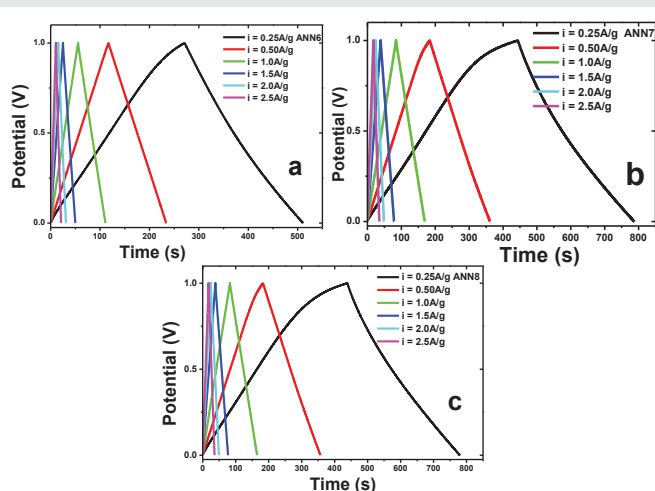 i = 0.25A/g ANN6
i = 0.50A/g
i = 1.0A/g
i = 1.5A/g
i = 2.0A/g
i = 2.5A/g
a
1.0
0.5
0.0
Potential (V)
0 100 200 300 400 500
Time (s)
i = 0.25A/g ANN7
i = 0.50A/g
i = 1.0A/g
i = 1.5A/g
i = 2.0A/g
i = 2.5A/g
b
1.0
0.5
0.0
Potential (V)
0 100 200 300 400 500 600 700 800
Time (s)
i = 0.25A/g ANN8
i = 0.50A/g
i = 1.0A/g
i = 1.5A/g
i = 2.0A/g
i = 2.5A/g
c
1.0
0.5
0.0
Potential (V)
0 100 200 300 400 500 600 700 800
Time (s)